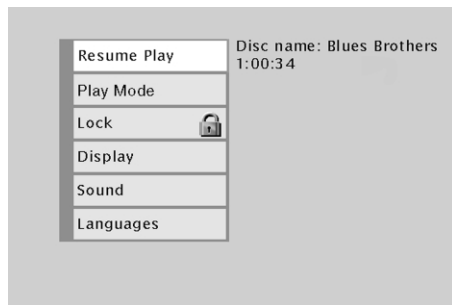 Resume Play
Play Mode
Lock
Display
Sound
Languages
Disc name: Blues Brothers
1:00:34